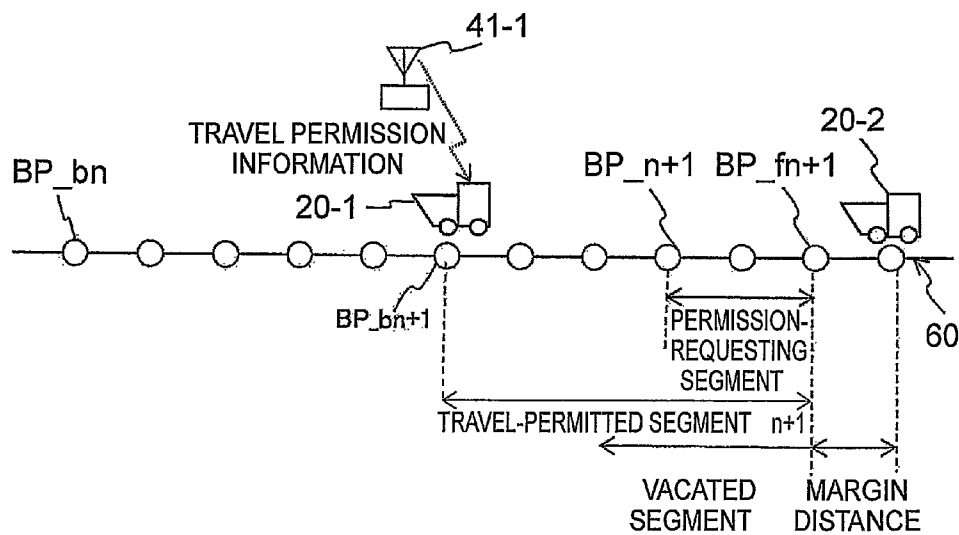 41-1
TRAVEL PERMISSION
INFORMATION
20-2
BP_bn
20-1
BP_n+1
BP_fn+1
BP_bn+1
60
PERMISSION-
REQUESTING
SEGMENT
TRAVEL-PERMITTED SEGMENT n+1
VACATED
SEGMENT
MARGIN
DISTANCE